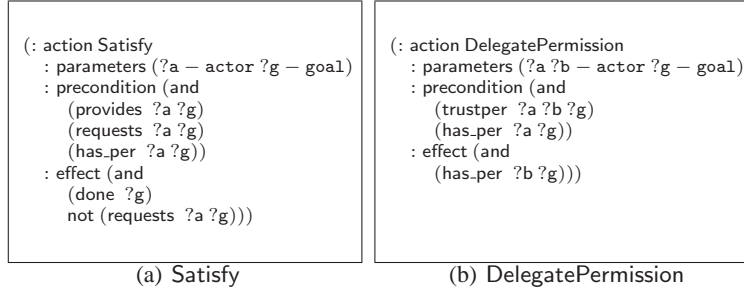 (: action Satisfy
: parameters (?a – actor ?g – goal)
: precondition (and
(provides ?a ?g)
(requests ?a ?g)
(has_per ?a ?g))
: effect (and
(done ?g)
not (requests ?a ?g)))
(a) Satisfy
(: action DelegatePermission
: parameters (?a ?b – actor ?g – goal)
: precondition (and
(trustper ?a ?b ?g)
(has_per ?a ?g))
: effect (and
(has_per ?b ?g)))
(b) DelegatePermission